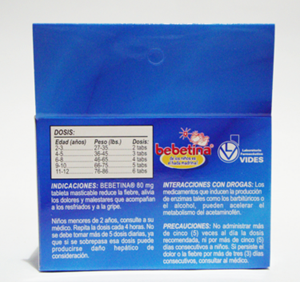 DOSIS:
Edad (años) Peso (lbs.) Dosis:
2-3 27-35 2 tabs
4-5 36-45 3 tabs
6-8 46-65 4 tabs
9-10 66-75 5 tabs
11-12 76-86 6 tabs
bebetina
de los niños es
el hada madrina
Laboratorio
Farmacéutico
VIDES
INDICACIONES: BEBETINA® 80 mg
tableta masticable reduce la fiebre, alivia
los dolores y malestares que acompañan a
los resfriados y a la gripe.
Niños menores de 2 años, consulte a su
médico. Repita la dosis cada 4 horas. No
se debe tomar más de 5 dosis diarias, ya
que si se sobrepasa esa dosis puede
producirse daño hepático de
consideración.
INTERACCIONES CON DROGAS: Los
medicamentos que inducen la producción
de enzimas tales como los barbitúricos o
el alcohol, pueden acelerar el
metabolismo del acetaminofén.
PRECAUCIONES: No administrar más
de cinco (5) veces al día la dosis
recomendada, ni por más de cinco (5)
días consecutivos en niños. Si persiste el
dolor o la fiebre por más de tres (3) días
consecutivos, consultar al médico.